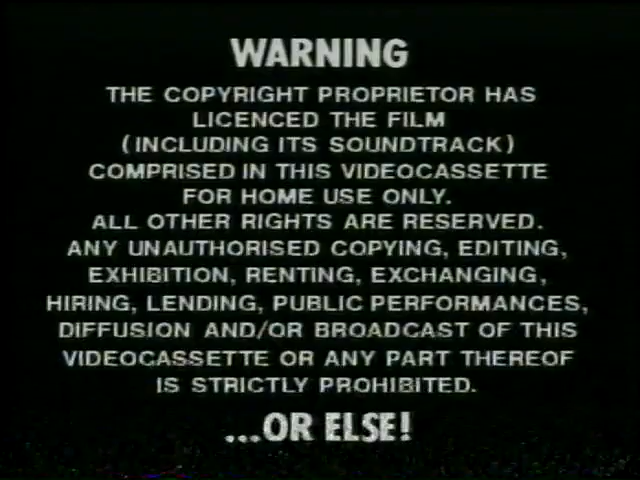 WARNING
THE COPYRIGHT PROPRIETOR HAS
LICENCED THE FILM
(INCLUDING ITS SOUNDTRACK)
COMPRISED IN THIS VIDEOCASSETTE
FOR HOME USE ONLY.
ALL OTHER RIGHTS ARE RESERVED.
ANY UNAUTHORISED COPYING, EDITING,
EXHIBITION, RENTING, EXCHANGING,
HIRING, LENDING, PUBLIC PERFORMANCES,
DIFFUSION AND/OR BROADCAST OF THIS
VIDEOCASSETTE OR ANY PART THEREOF
IS STRICTLY PROHIBITED.
...OR ELSE!